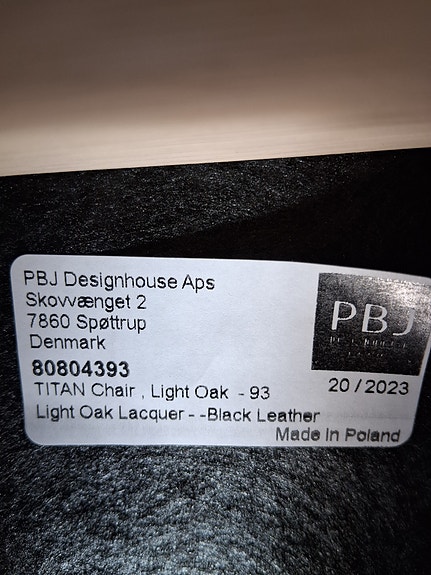 PBJ Designhouse Aps
Skovvænget 2
7860 Spøttrup
Denmark
80804393
TITAN Chair , Light Oak - 93
Light Oak Lacquer - -Black Leather
PBJ
20 / 2023
Made In Poland